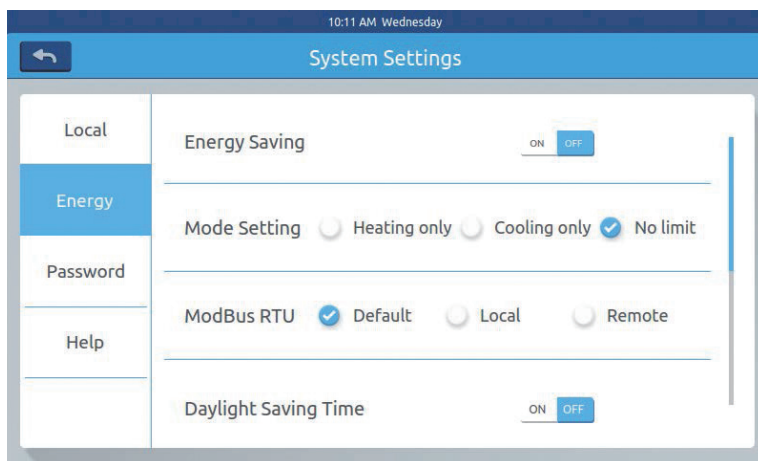 10:11 AM Wednesday
System Settings
Local
Energy
Password
Help
Energy Saving ON OFF
Mode Setting Heating only Cooling only No limit
ModBus RTU Default Local Remote
Daylight Saving Time ON OFF